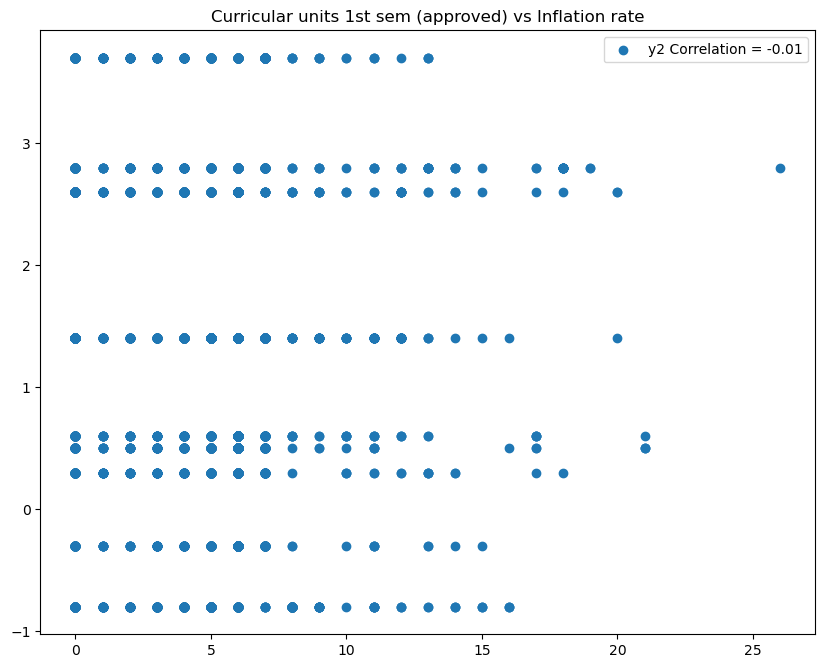 Curricular units 1st sem (approved) vs Inflation rate
y2 Correlation = -0.01
3
2
1
0
−1
0 5 10 15 20 25